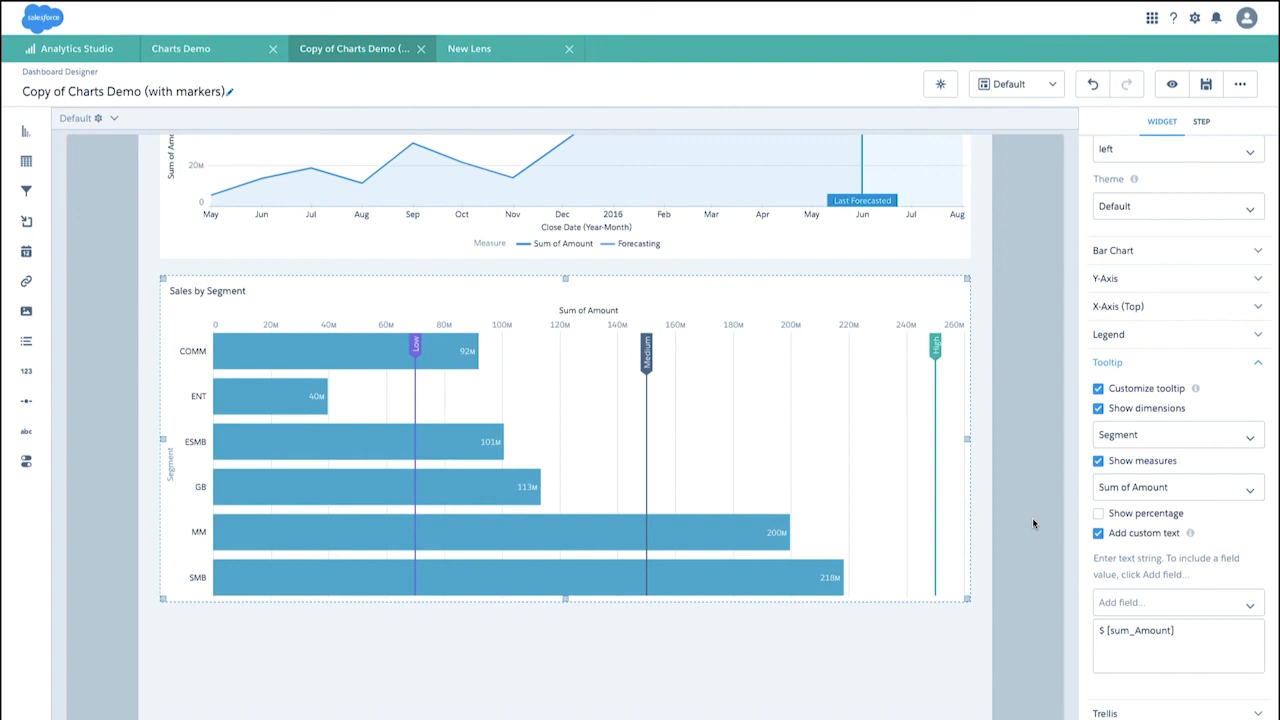 salesforce
Analytics Studio
Charts Demo
Copy of Charts Demo (...
New Lens
Dashboard Designer
Copy of Charts Demo (with markers)
Default
Default
WIDGET
STEP
left
Theme
Default
Bar Chart
Y-Axis
X-Axis (Top)
Legend
Tooltip
Customize tooltip
Show dimensions
Segment
Show measures
Sum of Amount
Show percentage
Add custom text
Enter text string. To include a field
value, click Add field...
Add field...
$ [sum_Amount]
Trellis
123
abc
Sum of Am
20M
0
Last Forecasted
May Jun Jul Aug Sep Oct Nov Dec 2016 Feb Mar Apr May Jun Jul Aug
Close Date (Year-Month)
Measure Sum of Amount Forecasting
Sales by Segment
Sum of Amount
0 20M 40M 60M 80M 100M 120M 140M 160M 180M 200M 220M 240M 260M
Low
Medium
High
Segment
COMM 92M
ENT 40M
ESMB 101M
GB 113M
MM 200M
SMB 218M